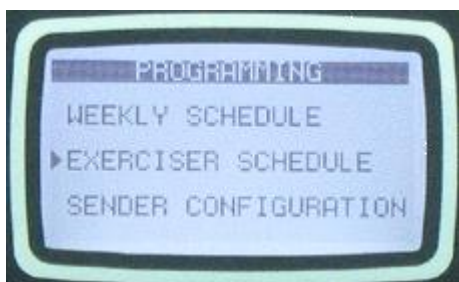 PROGRAMMING
WEEKLY SCHEDULE
EXERCISER SCHEDULE
SENDER CONFIGURATION